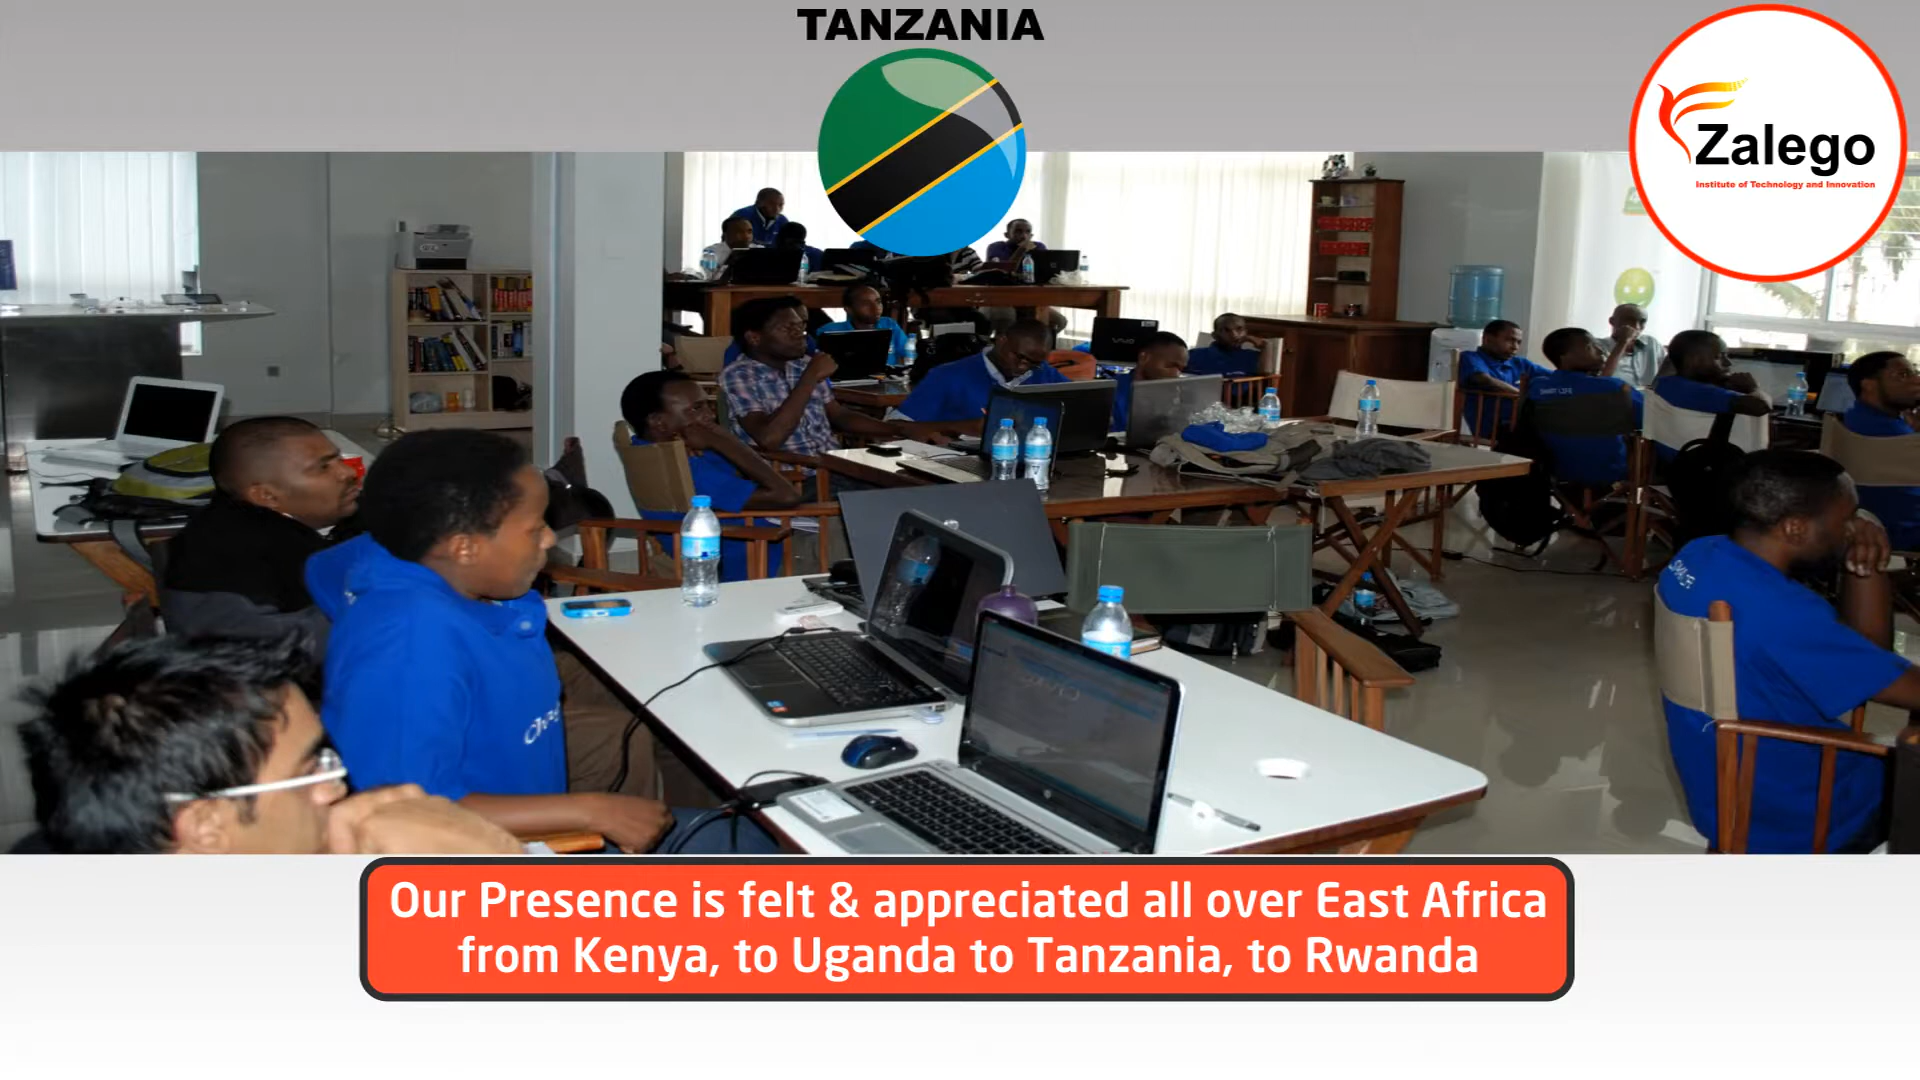 TANZANIA
Zalego
Institute of Technology and Innovation
Our Presence is felt & appreciated all over East Africa
from Kenya, to Uganda to Tanzania, to Rwanda